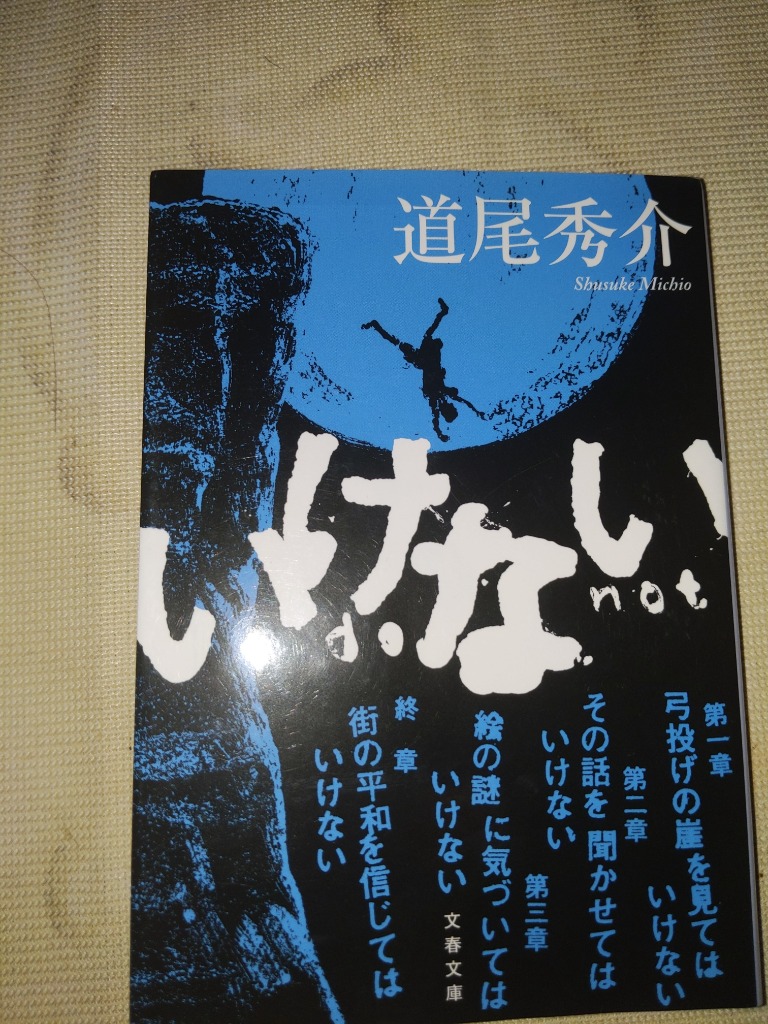 道尾秀介
Shusuke Michio
いけない
do not
第一章
弓投げの崖を見ては
いけない
第二章
その話を聞かせては
いけない
第三章
絵の謎に気づいては
いけない
終章
街の平和を信じては
いけない
文春文庫